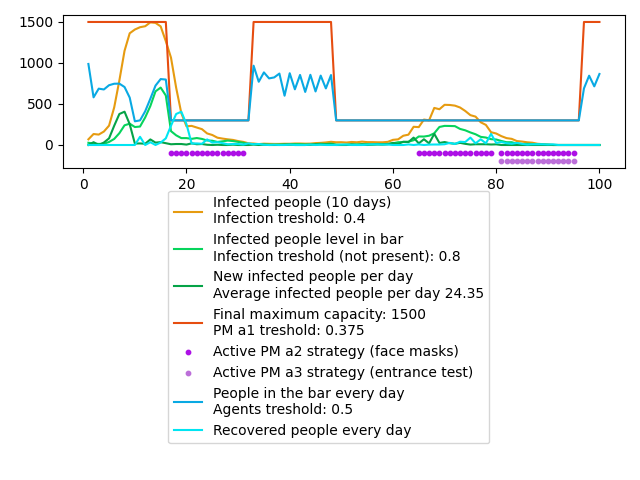 1500
1000
500
0
0 20 40 60 80 100
Infected people (10 days)
Infection treshold: 0.4
Infected people level in bar
Infection treshold (not present): 0.8
New infected people per day
Average infected people per day 24.35
Final maximum capacity: 1500
PM a1 treshold: 0.375
Active PM a2 strategy (face masks)
Active PM a3 strategy (entrance test)
People in the bar every day
Agents treshold: 0.5
Recovered people every day